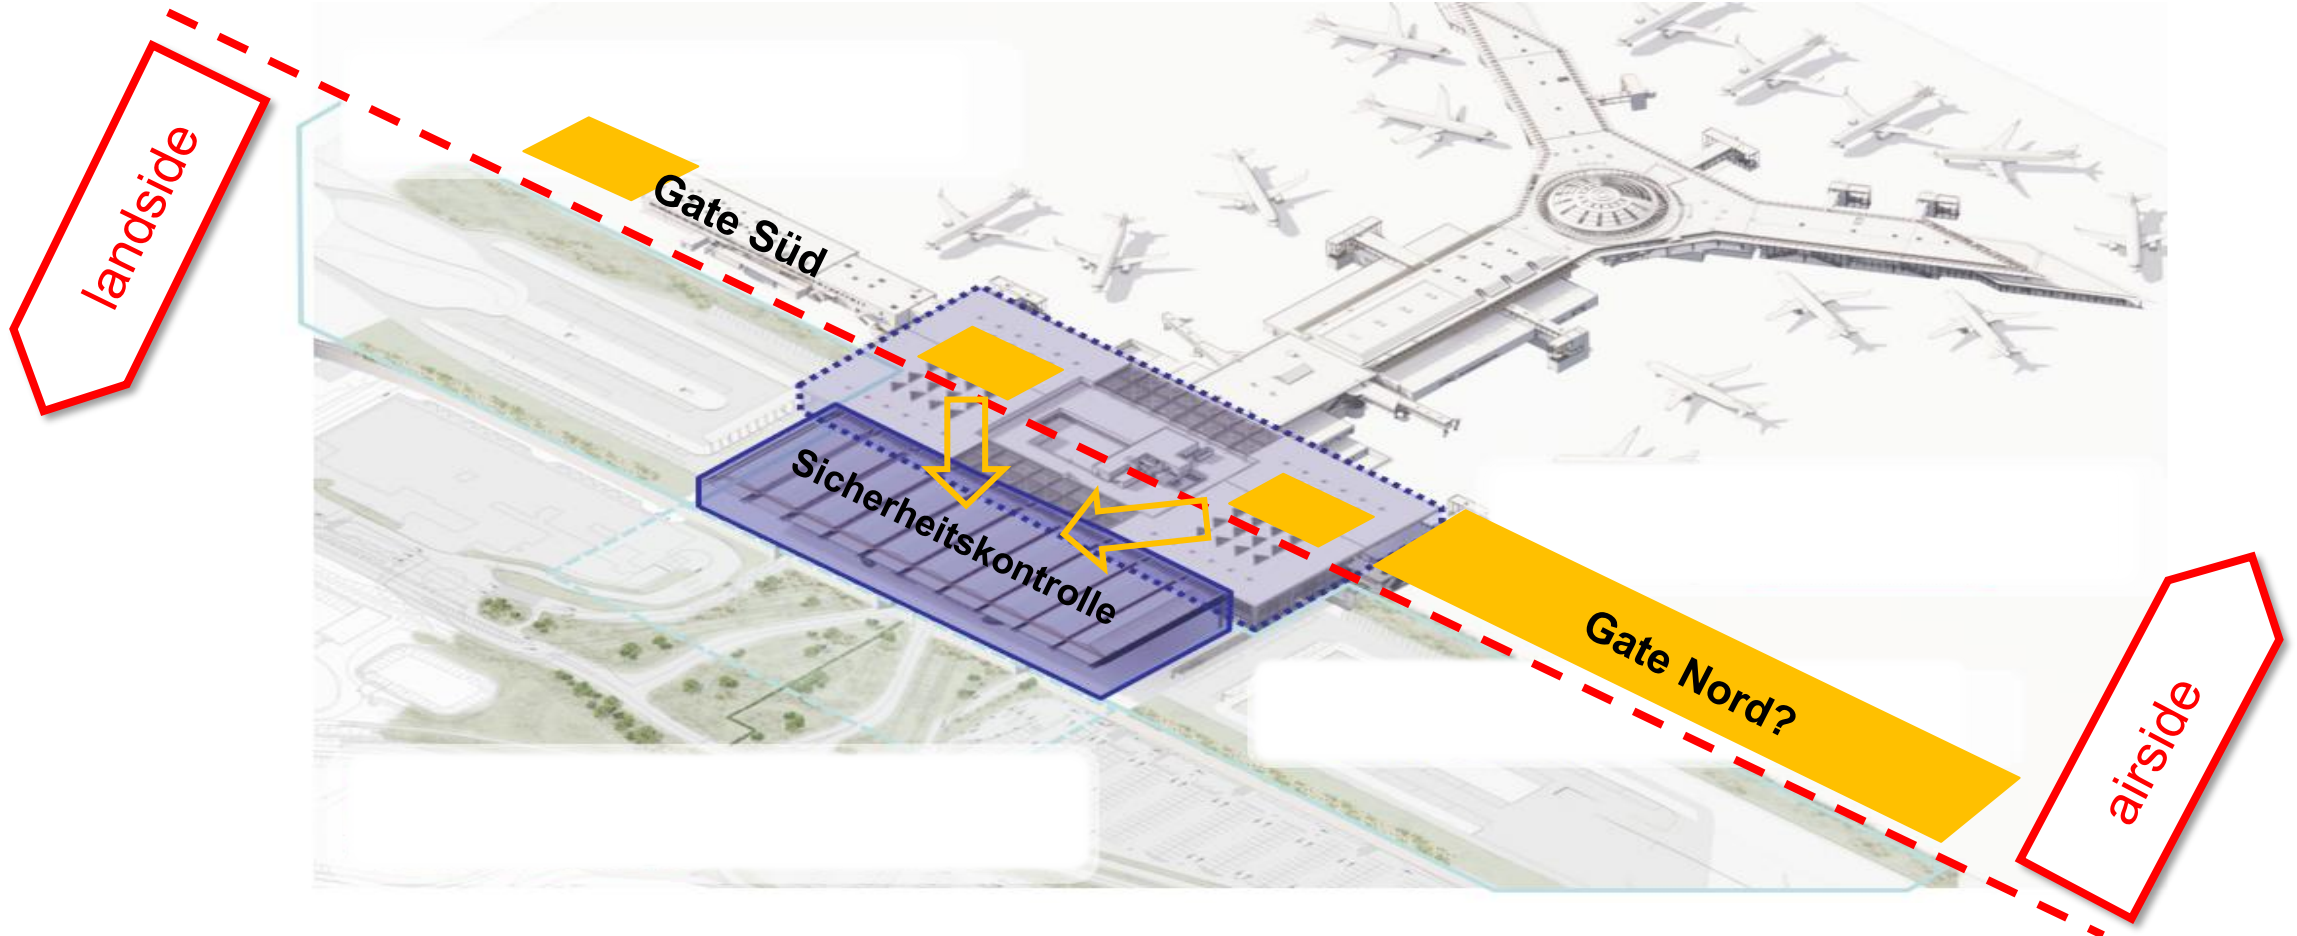 landside
Gate Süd
Sicherheitskontrolle
Gate Nord?
airside